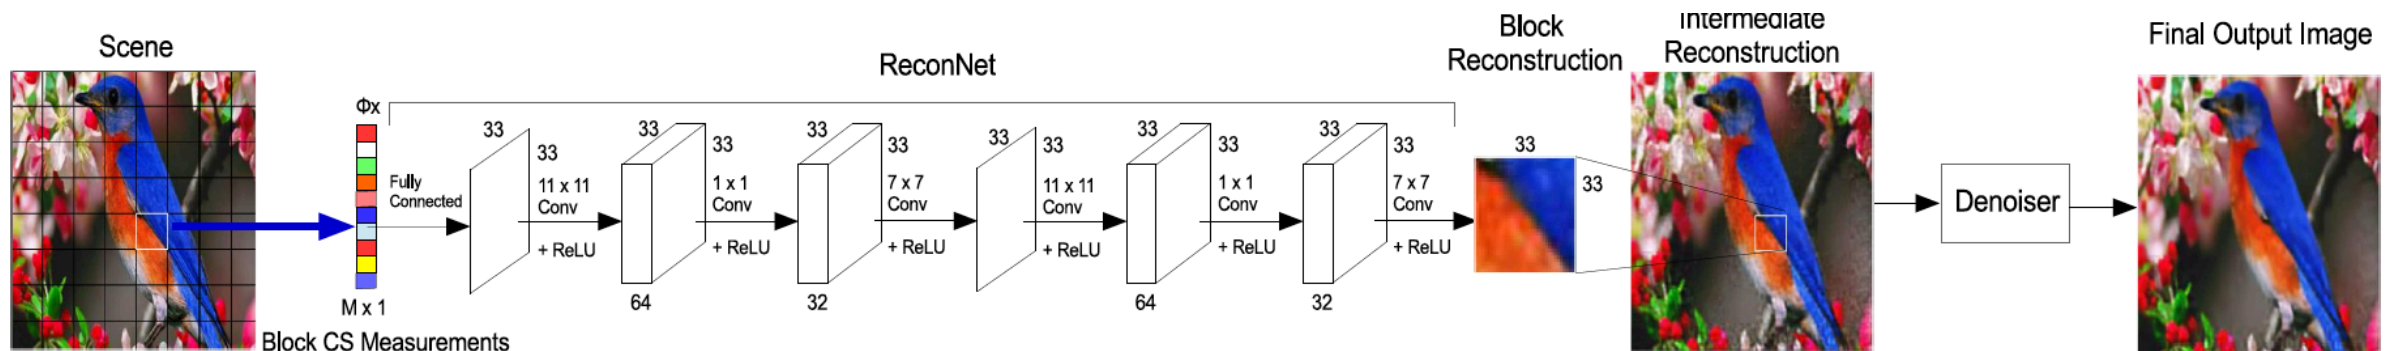 Scene
Φx
M x 1
Block CS Measurements
ReconNet
Fully
Connected
33
33
11 x 11
Conv
+ ReLU
33
33
64
1 x 1
Conv
+ ReLU
33
33
32
7 x 7
Conv
+ ReLU
33
33
11 x 11
Conv
+ ReLU
33
33
64
1 x 1
Conv
+ ReLU
33
33
32
7 x 7
Conv
+ ReLU
Block
Reconstruction
33
33
Intermediate
Reconstruction
Denoiser
Final Output Image